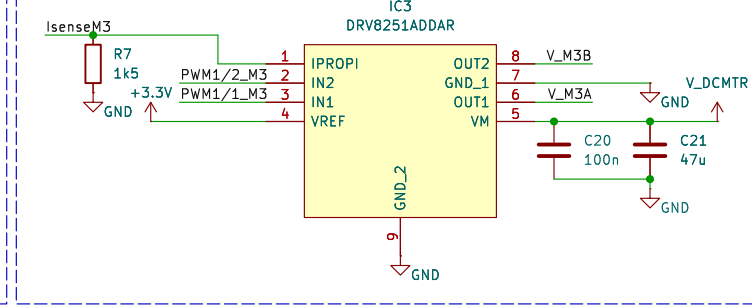 IC3
DRV8251ADDAR
IsenseM3
R7
1k5
+3.3V
GND
PWM1/2_M3
PWM1/1_M3
1 IPROPI
2 IN2
3 IN1
4 VREF
OUT2 8 V_M3B
GND_1 7
OUT1 6 V_M3A
VM 5
GND
V_DCMTR
C20
100n
C21
47u
GND
GND_2
9
GND